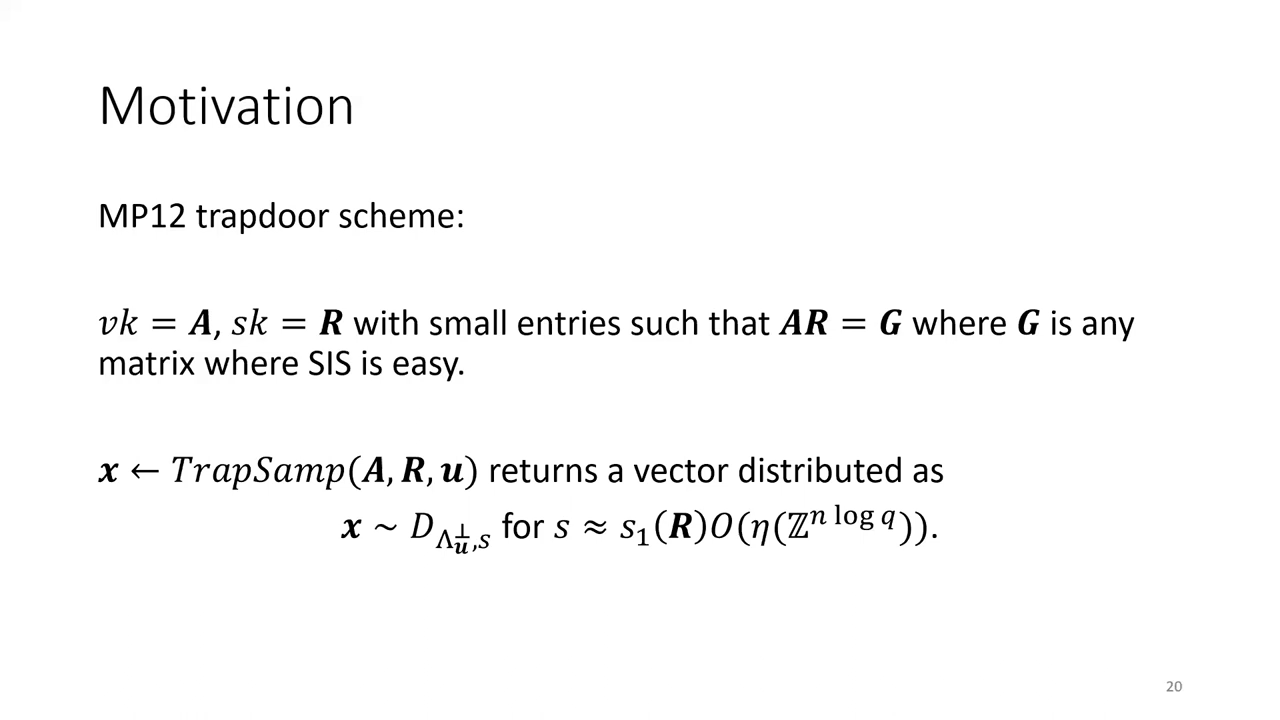 Motivation
MP12 trapdoor scheme:
𝑣𝑘 = 𝑨, 𝑠𝑘 = 𝑹 with small entries such that 𝑨𝑹 = 𝑮 where 𝑮 is any
matrix where SIS is easy.
𝒙 ← 𝑇𝑟𝑎𝑝𝑆𝑎𝑚𝑝(𝑨, 𝑹, 𝒖) returns a vector distributed as
𝒙 ~ 𝐷_{Λ_𝒖^⊥,𝑠} for 𝑠 ≈ 𝑠₁(𝑹)𝑂(𝜂(ℤ^{𝑛 log 𝑞})).
20